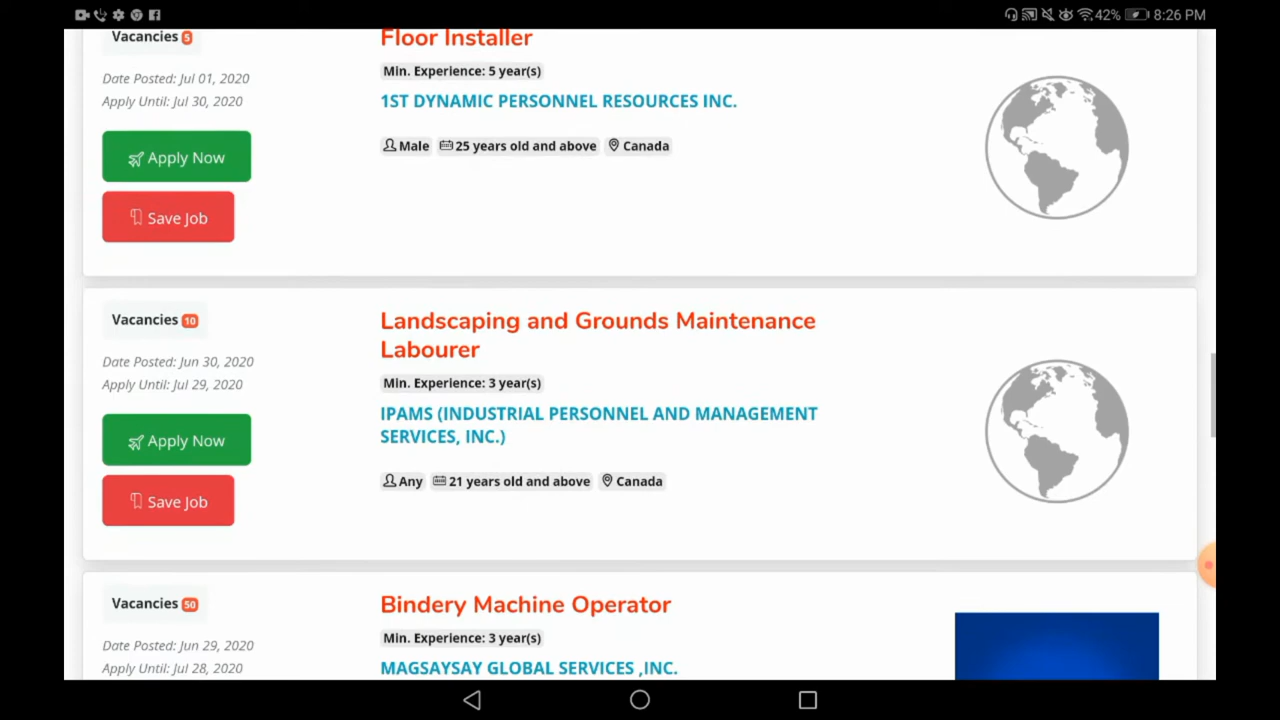 42% 8:26 PM
Vacancies 5
Floor Installer
Min. Experience: 5 year(s)
Date Posted: Jul 01, 2020
Apply Until: Jul 30, 2020
1ST DYNAMIC PERSONNEL RESOURCES INC.
Male 25 years old and above Canada
Apply Now
Save Job
Vacancies 10
Landscaping and Grounds Maintenance
Labourer
Date Posted: Jun 30, 2020
Apply Until: Jul 29, 2020
Min. Experience: 3 year(s)
IPAMS (INDUSTRIAL PERSONNEL AND MANAGEMENT
SERVICES, INC.)
Apply Now
Any 21 years old and above Canada
Save Job
Vacancies 50
Bindery Machine Operator
Min. Experience: 3 year(s)
Date Posted: Jun 29, 2020
Apply Until: Jul 28, 2020
MAGSAYSAY GLOBAL SERVICES ,INC.